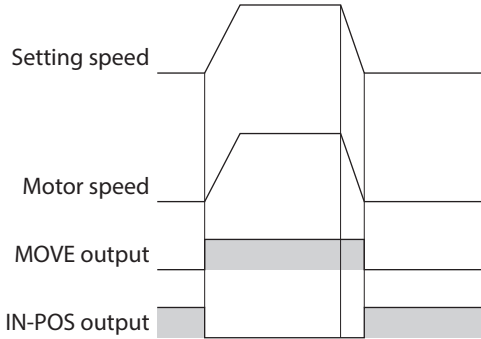 Setting speed
Motor speed
MOVE output
IN-POS output